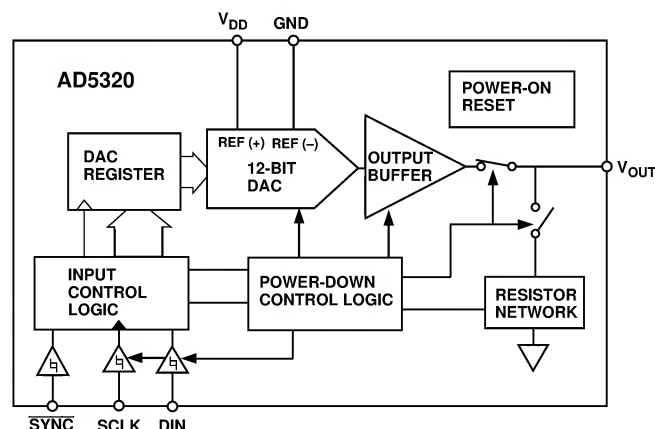 VDD GND
AD5320
POWER-ON
RESET
REF (+) REF (–)
12-BIT
DAC
DAC
REGISTER
OUTPUT
BUFFER
VOUT
INPUT
CONTROL
LOGIC
POWER-DOWN
CONTROL LOGIC
RESISTOR
NETWORK
SYNC SCLK DIN